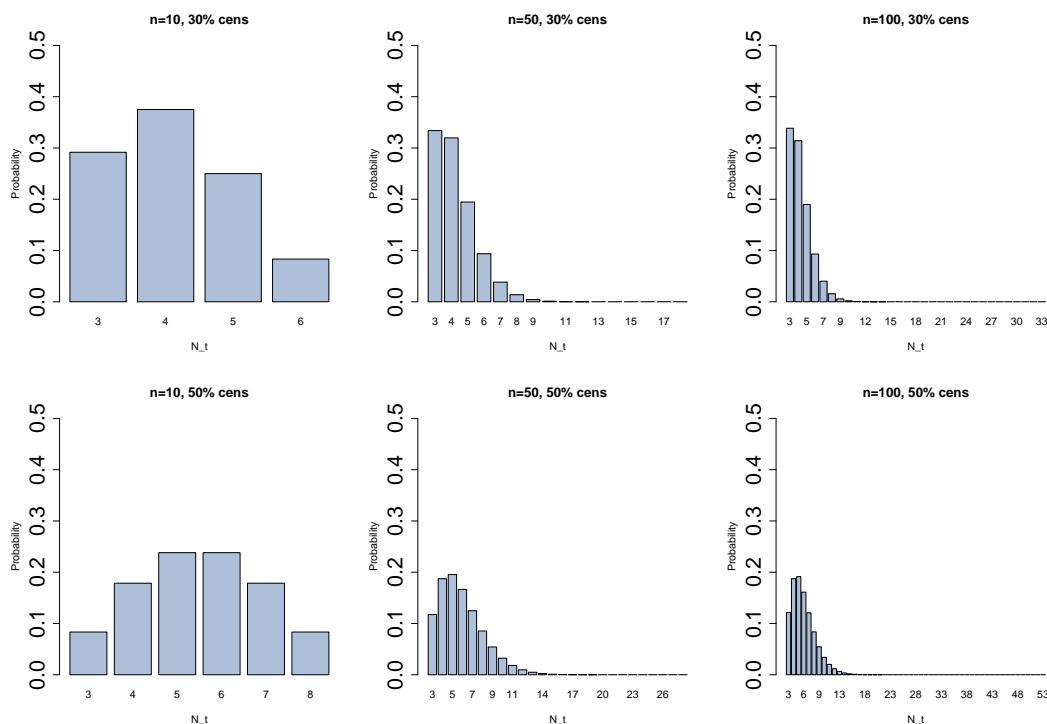 n=10, 30% cens
Probability
0.0 0.1 0.2 0.3 0.4 0.5
3 4 5 6
N_t
n=50, 30% cens
Probability
0.0 0.1 0.2 0.3 0.4 0.5
3 4 5 6 7 8 9 11 13 15 17
N_t
n=100, 30% cens
Probability
0.0 0.1 0.2 0.3 0.4 0.5
3 5 7 9 12 15 18 21 24 27 30 33
N_t
n=10, 50% cens
Probability
0.0 0.1 0.2 0.3 0.4 0.5
3 4 5 6 7 8
N_t
n=50, 50% cens
Probability
0.0 0.1 0.2 0.3 0.4 0.5
3 5 7 9 11 14 17 20 23 26
N_t
n=100, 50% cens
Probability
0.0 0.1 0.2 0.3 0.4 0.5
3 6 9 13 18 23 28 33 38 43 48 53
N_t